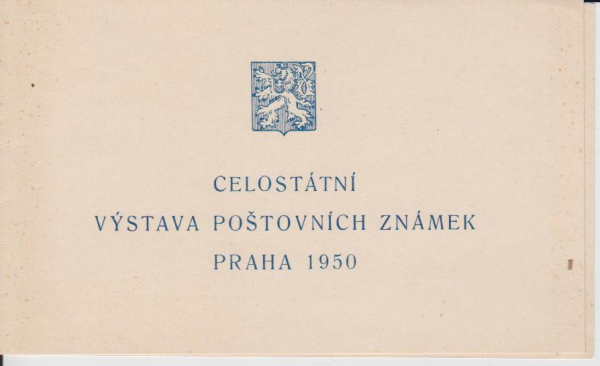 CELOSTÁTNÍ
VÝSTAVA POŠTOVNÍCH ZNÁMEK
PRAHA 1950